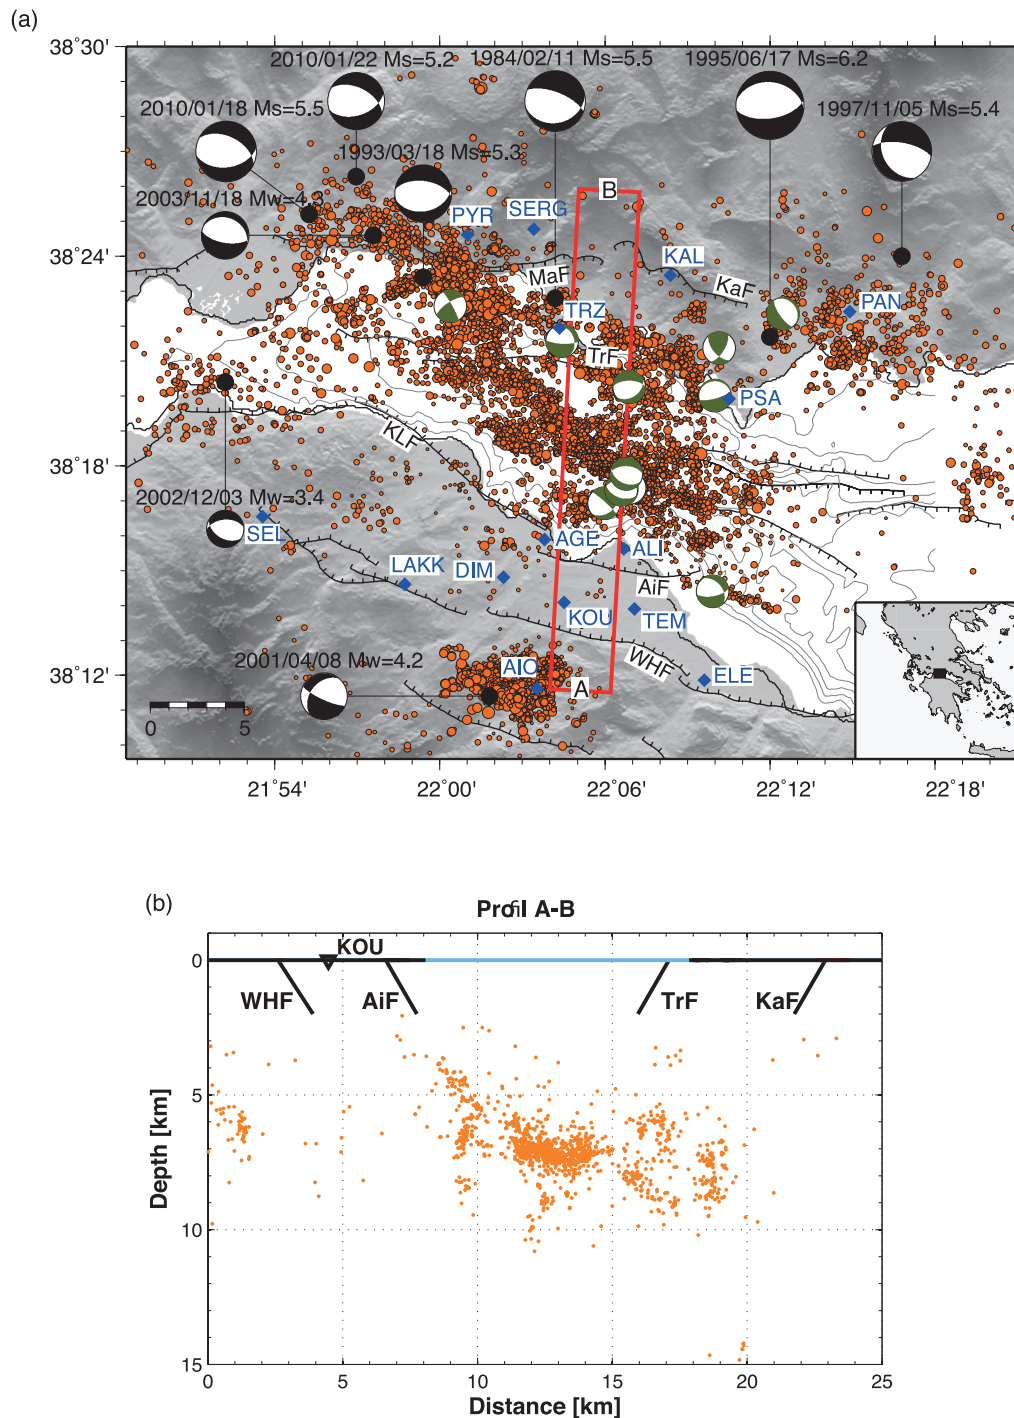 (a)
38°30'
2010/01/22 Ms=5.2
1984/02/11 Ms=5.5
1995/06/17 Ms=6.2
2010/01/18 Ms=5.5
1997/11/05 Ms=5.4
1993/03/18 Ms=5.3
2003/11/18 Mw=4.3
PYR
SERG
B
38°24'
KAL
MaF
KaF
PAN
TRZ
TrF
PSA
KLF
38°18'
2002/12/03 Mw=3.4
SEL
AGE
ALI
LAKK
DIM
AiF
KOU
TEM
WHF
2001/04/08 Mw=4.2
AIO
A
ELE
38°12'
0
5
21°54'
22°00'
22°06'
22°12'
22°18'
(b)
Profil A-B
KOU
0
WHF
AiF
TrF
KaF
5
10
15
Depth [km]
0
5
10
15
20
25
Distance [km]